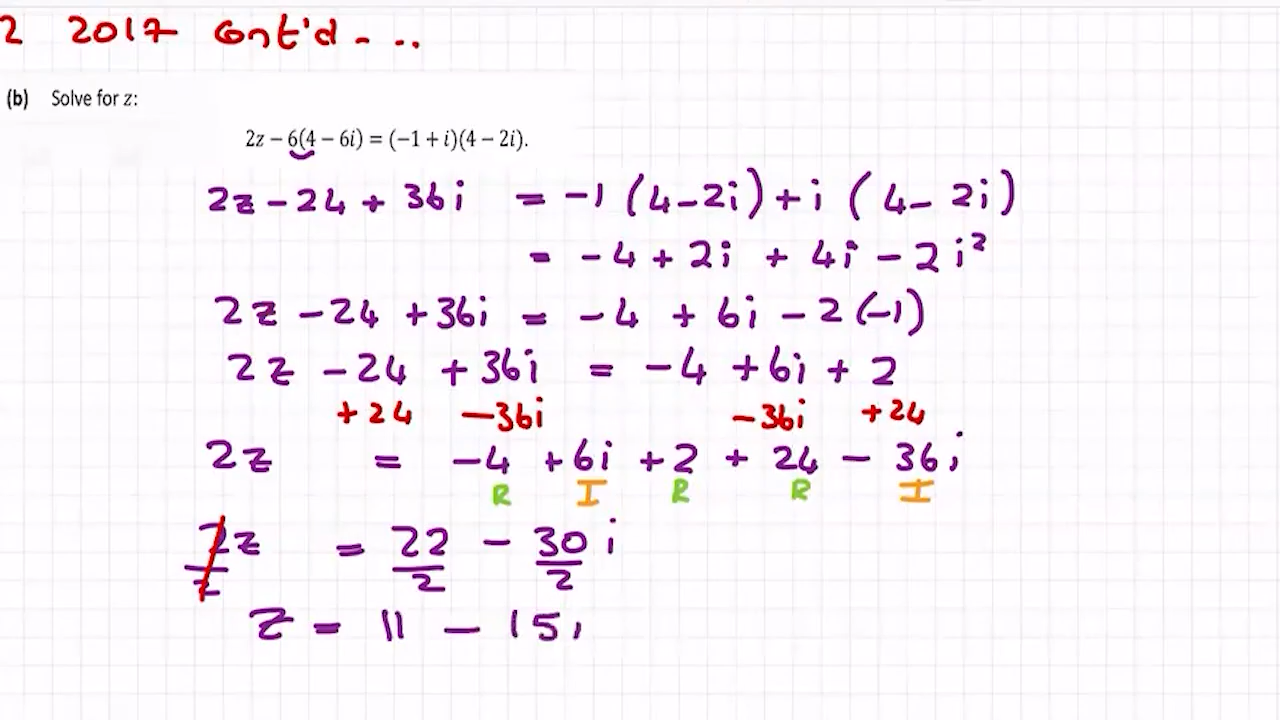 2 2017 Cont'd - ..
(b) Solve for z:
2z − 6(4 − 6i) = (−1 + i)(4 − 2i).
2z - 24 + 36i = -1 (4-2i) + i (4- 2i)
= -4 + 2i + 4i - 2i²
2z - 24 + 36i = -4 + 6i - 2(-1)
2z - 24 + 36i = -4 + 6i + 2
+24 -36i -36i +24
2z = -4 + 6i + 2 + 24 - 36i
R I R R I
2z/2 = 22/2 - 30/2 i
z = 11 - 15i